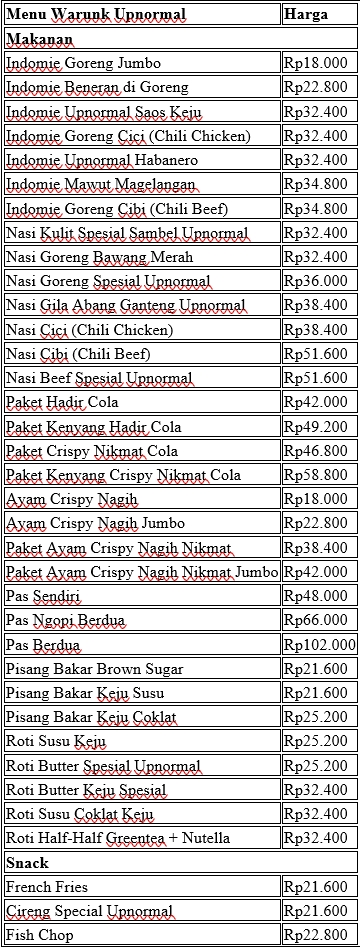 Menu Warunk Upnormal Harga
Makanan
Indomie Goreng Jumbo Rp18.000
Indomie Beneran di Goreng Rp22.800
Indomie Upnormal Saos Keju Rp32.400
Indomie Goreng Cici (Chili Chicken) Rp32.400
Indomie Upnormal Habanero Rp32.400
Indomie Mawut Magelangan Rp34.800
Indomie Goreng Cibi (Chili Beef) Rp34.800
Nasi Kulit Spesial Sambel Upnormal Rp32.400
Nasi Goreng Bawang Merah Rp32.400
Nasi Goreng Spesial Upnormal Rp36.000
Nasi Gila Abang Ganteng Upnormal Rp38.400
Nasi Cici (Chili Chicken) Rp38.400
Nasi Cibi (Chili Beef) Rp51.600
Nasi Beef Spesial Upnormal Rp51.600
Paket Hadir Cola Rp42.000
Paket Kenyang Hadir Cola Rp49.200
Paket Crispy Nikmat Cola Rp46.800
Paket Kenyang Crispy Nikmat Cola Rp58.800
Ayam Crispy Nagih Rp18.000
Ayam Crispy Nagih Jumbo Rp22.800
Paket Ayam Crispy Nagih Nikmat Rp38.400
Paket Ayam Crispy Nagih Nikmat Jumbo Rp42.000
Pas Sendiri Rp48.000
Pas Ngopi Berdua Rp66.000
Pas Berdua Rp102.000
Pisang Bakar Brown Sugar Rp21.600
Pisang Bakar Keju Susu Rp21.600
Pisang Bakar Keju Coklat Rp25.200
Roti Susu Keju Rp25.200
Roti Butter Spesial Upnormal Rp25.200
Roti Butter Keju Spesial Rp32.400
Roti Susu Coklat Keju Rp32.400
Roti Half-Half Greentea + Nutella Rp32.400
Snack
French Fries Rp21.600
Cireng Special Upnormal Rp21.600
Fish Chop Rp22.800